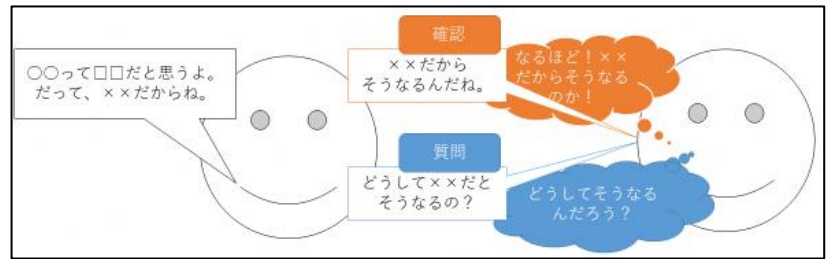 ○○って□□だと思うよ。
だって、××だからね。
確認
××だから
そうなるんだね。
なるほど！××
だからそうなる
のか！
質問
どうして××だと
そうなるの？
どうしてそうなる
んだろう？